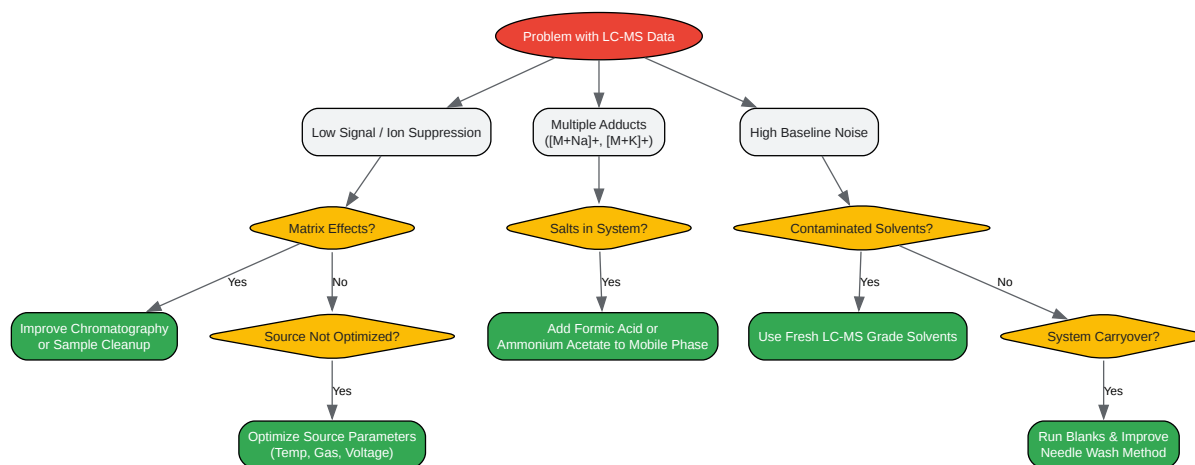 Problem with LC-MS Data
Low Signal / Ion Suppression
Multiple Adducts
([M+Na]+, [M+K]+)
High Baseline Noise
Matrix Effects?
Salts in System?
Contaminated Solvents?
Yes
No
Yes
Yes
No
Improve Chromatography
or Sample Cleanup
Source Not Optimized?
Add Formic Acid or
Ammonium Acetate to Mobile Phase
Use Fresh LC-MS Grade Solvents
System Carryover?
Yes
Yes
Optimize Source Parameters
(Temp, Gas, Voltage)
Run Blanks & Improve
Needle Wash Method